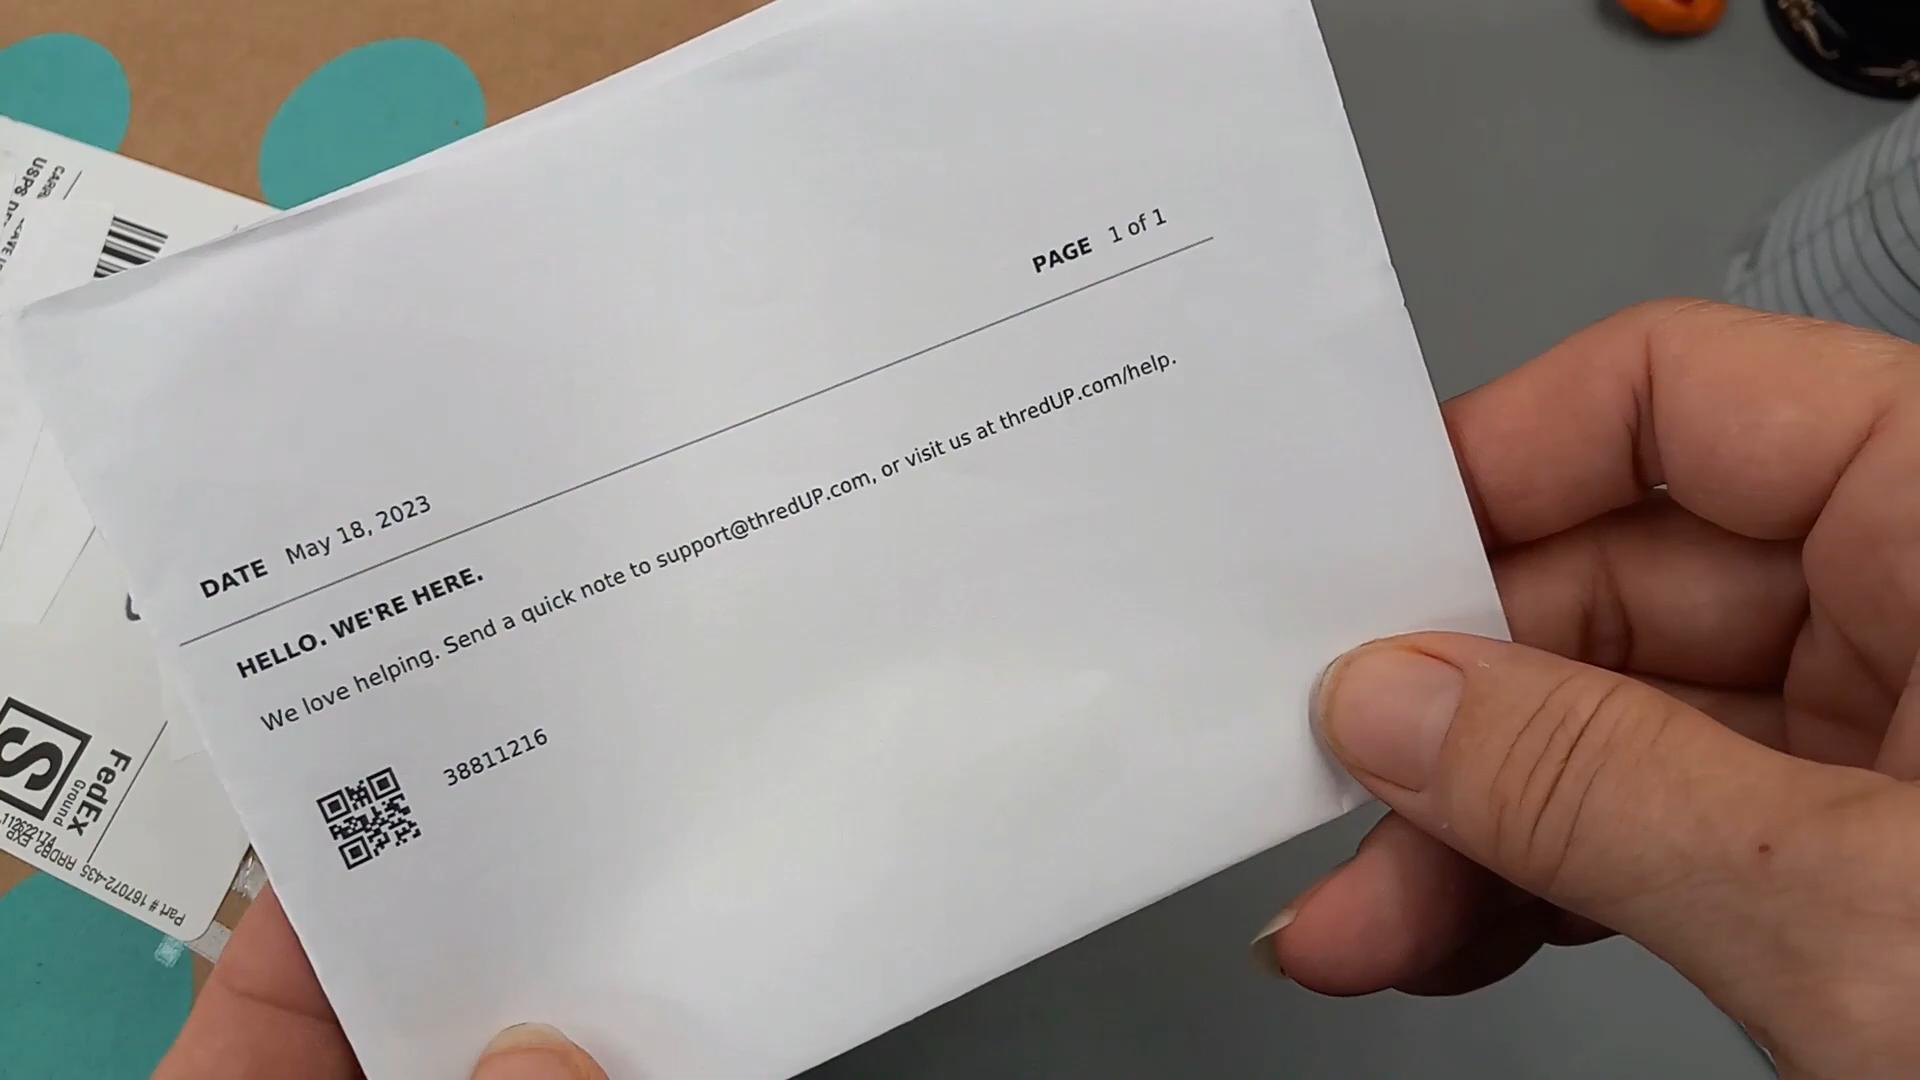 PAGE 1 of 1
DATE May 18, 2023
HELLO. WE'RE HERE.
We love helping. Send a quick note to support@thredUP.com, or visit us at thredUP.com/help.
38811216
USPS
FedEx
Ground
S
Part # 167072-435 RRDB2 EXP